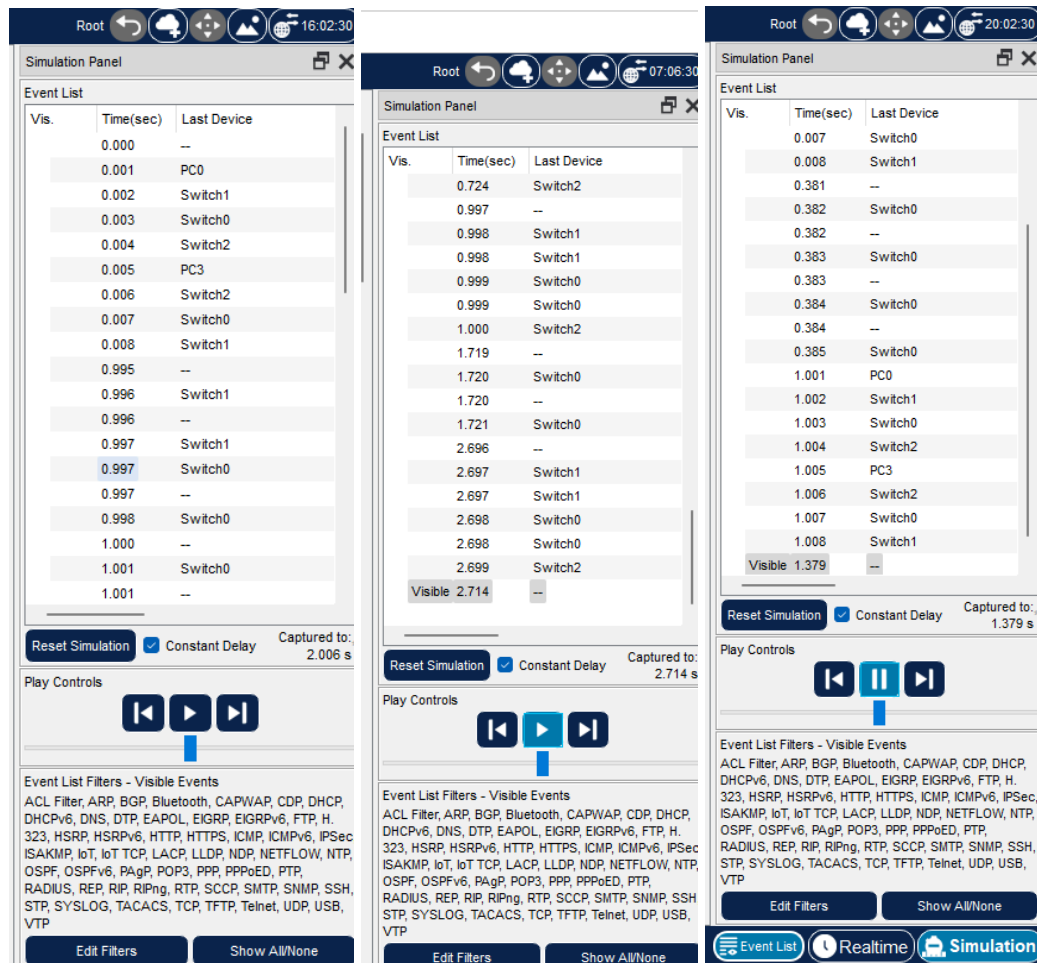 Root 16:02:30
Simulation Panel
Event List
Vis. Time(sec) Last Device
0.000 --
0.001 PC0
0.002 Switch1
0.003 Switch0
0.004 Switch2
0.005 PC3
0.006 Switch2
0.007 Switch0
0.008 Switch1
0.995 --
0.996 Switch1
0.996 --
0.997 Switch1
0.997 Switch0
0.997 --
0.998 Switch0
1.000 --
1.001 Switch0
1.001 --
Reset Simulation Constant Delay Captured to:
2.006 s
Play Controls
Event List Filters - Visible Events
ACL Filter, ARP, BGP, Bluetooth, CAPWAP, CDP, DHCP,
DHCPv6, DNS, DTP, EAPOL, EIGRP, EIGRPv6, FTP, H.
323, HSRP, HSRPv6, HTTP, HTTPS, ICMP, ICMPv6, IPSec
ISAKMP, IoT, IoT TCP, LACP, LLDP, NDP, NETFLOW, NTP,
OSPF, OSPFv6, PAgP, POP3, PPP, PPPoED, PTP,
RADIUS, REP, RIP, RIPng, RTP, SCCP, SMTP, SNMP, SSH,
STP, SYSLOG, TACACS, TCP, TFTP, Telnet, UDP, USB,
VTP
Edit Filters Show All/None
Root 07:06:30
Simulation Panel
Event List
Vis. Time(sec) Last Device
0.724 Switch2
0.997 --
0.998 Switch1
0.998 Switch1
0.999 Switch0
0.999 Switch0
1.000 Switch2
1.719 --
1.720 Switch0
1.720 --
1.721 Switch0
2.696 --
2.697 Switch1
2.697 Switch1
2.698 Switch0
2.698 Switch0
2.699 Switch2
Visible 2.714 --
Reset Simulation Constant Delay Captured to:
2.714 s
Play Controls
Event List Filters - Visible Events
ACL Filter, ARP, BGP, Bluetooth, CAPWAP, CDP, DHCP,
DHCPv6, DNS, DTP, EAPOL, EIGRP, EIGRPv6, FTP, H.
323, HSRP, HSRPv6, HTTP, HTTPS, ICMP, ICMPv6, IPSec
ISAKMP, IoT, IoT TCP, LACP, LLDP, NDP, NETFLOW, NTP,
OSPF, OSPFv6, PAgP, POP3, PPP, PPPoED, PTP,
RADIUS, REP, RIP, RIPng, RTP, SCCP, SMTP, SNMP, SSH
STP, SYSLOG, TACACS, TCP, TFTP, Telnet, UDP, USB,
VTP
Edit Filters Show All/None
Root 20:02:30
Simulation Panel
Event List
Vis. Time(sec) Last Device
0.007 Switch0
0.008 Switch1
0.381 --
0.382 Switch0
0.382 --
0.383 Switch0
0.383 --
0.384 Switch0
0.384 --
0.385 Switch0
1.001 PC0
1.002 Switch1
1.003 Switch0
1.004 Switch2
1.005 PC3
1.006 Switch2
1.007 Switch0
1.008 Switch1
Visible 1.379 --
Reset Simulation Constant Delay Captured to:
1.379 s
Play Controls
Event List Filters - Visible Events
ACL Filter, ARP, BGP, Bluetooth, CAPWAP, CDP, DHCP,
DHCPv6, DNS, DTP, EAPOL, EIGRP, EIGRPv6, FTP, H.
323, HSRP, HSRPv6, HTTP, HTTPS, ICMP, ICMPv6, IPSec,
ISAKMP, IoT, IoT TCP, LACP, LLDP, NDP, NETFLOW, NTP,
OSPF, OSPFv6, PAgP, POP3, PPP, PPPoED, PTP,
RADIUS, REP, RIP, RIPng, RTP, SCCP, SMTP, SNMP, SSH,
STP, SYSLOG, TACACS, TCP, TFTP, Telnet, UDP, USB,
VTP
Edit Filters Show All/None
Event List Realtime Simulation